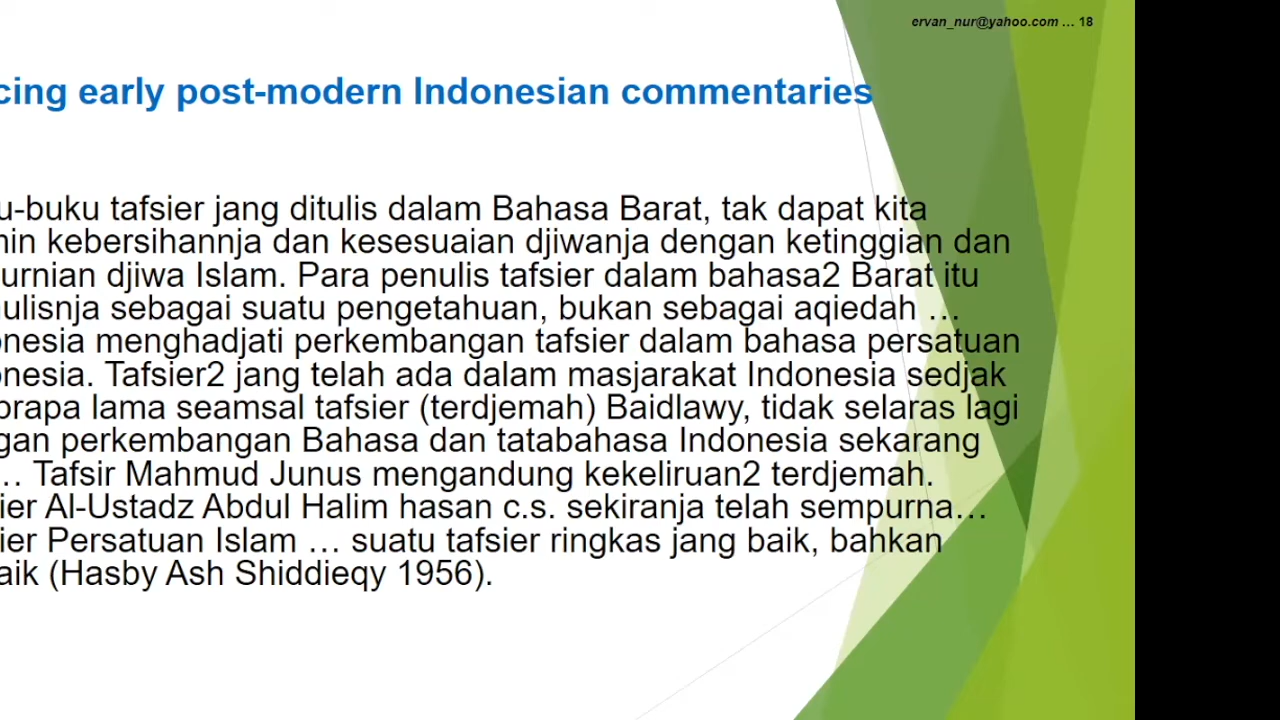 ervan_nur@yahoo.com … 18
cing early post-modern Indonesian commentaries
u-buku tafsier jang ditulis dalam Bahasa Barat, tak dapat kita
nin kebersihannja dan kesesuaian djiwanja dengan ketinggian dan
urnian djiwa Islam. Para penulis tafsier dalam bahasa2 Barat itu
ulisnja sebagai suatu pengetahuan, bukan sebagai aqiedah …
onesia menghadjati perkembangan tafsier dalam bahasa persatuan
onesia. Tafsier2 jang telah ada dalam masjarakat Indonesia sedjak
brapa lama seamsal tafsier (terdjemah) Baidlawy, tidak selaras lagi
gan perkembangan Bahasa dan tatabahasa Indonesia sekarang
.. Tafsir Mahmud Junus mengandung kekeliruan2 terdjemah.
ier Al-Ustadz Abdul Halim hasan c.s. sekiranja telah sempurna…
ier Persatuan Islam … suatu tafsier ringkas jang baik, bahkan
aik (Hasby Ash Shiddieqy 1956).